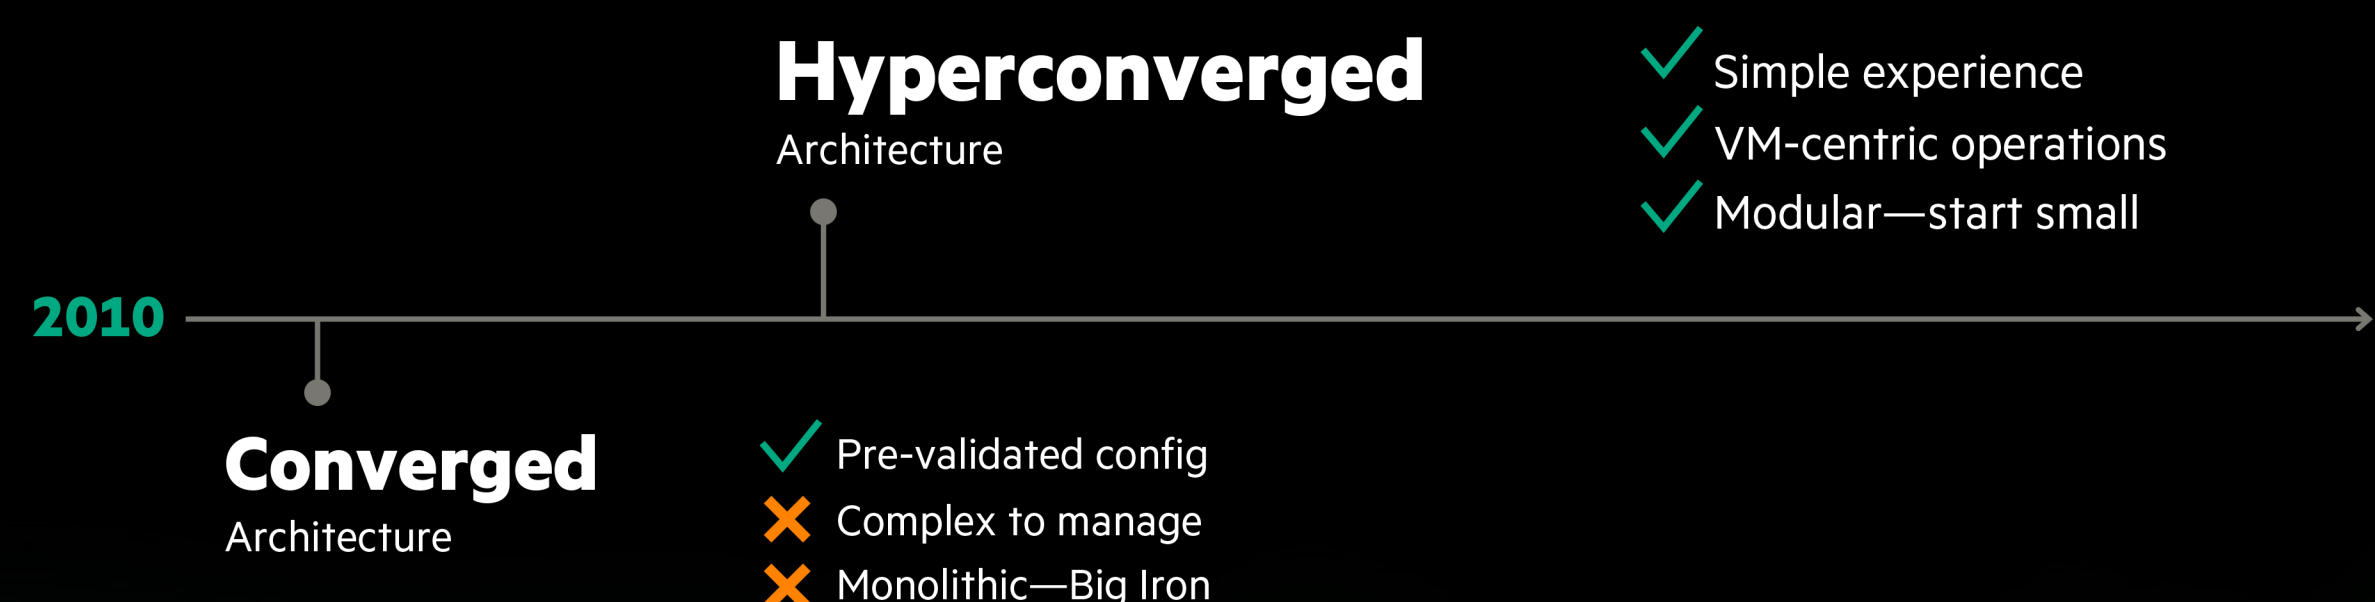 Hyperconverged
Architecture
Simple experience
VM-centric operations
Modular—start small
2010
Converged
Architecture
Pre-validated config
Complex to manage
Monolithic—Big Iron